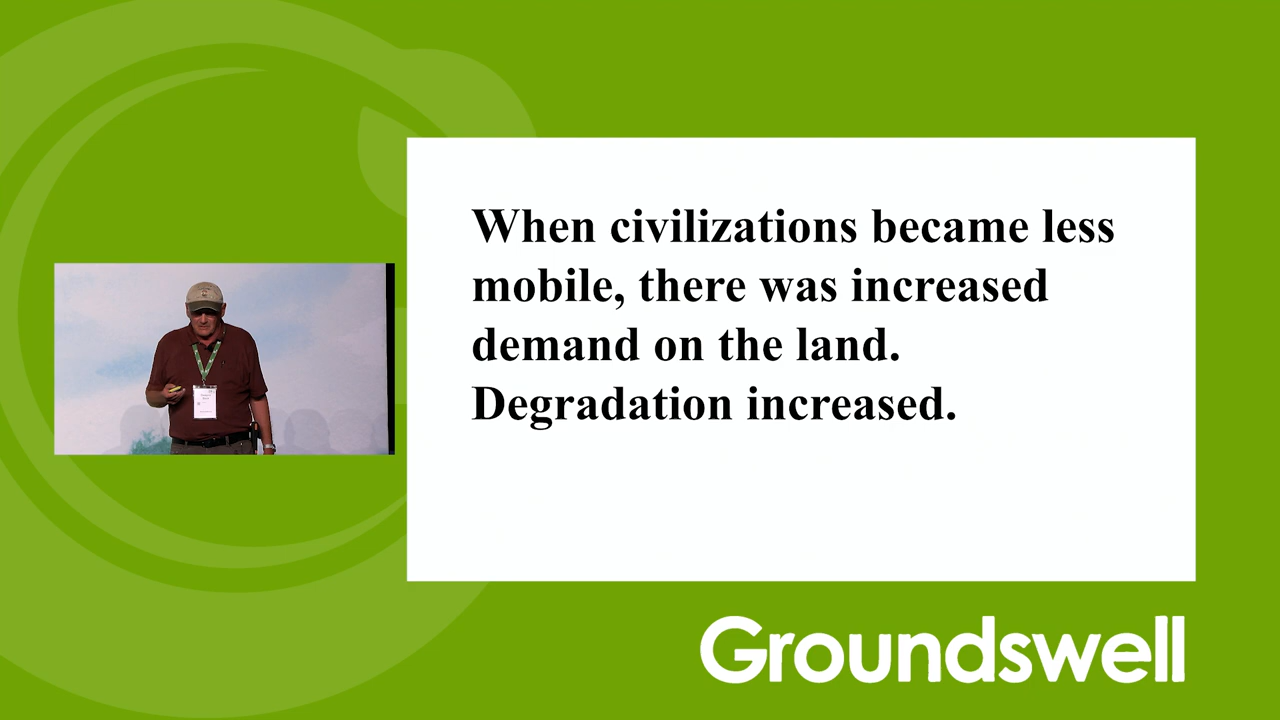 When civilizations became less
mobile, there was increased
demand on the land.
Degradation increased.
Groundswell